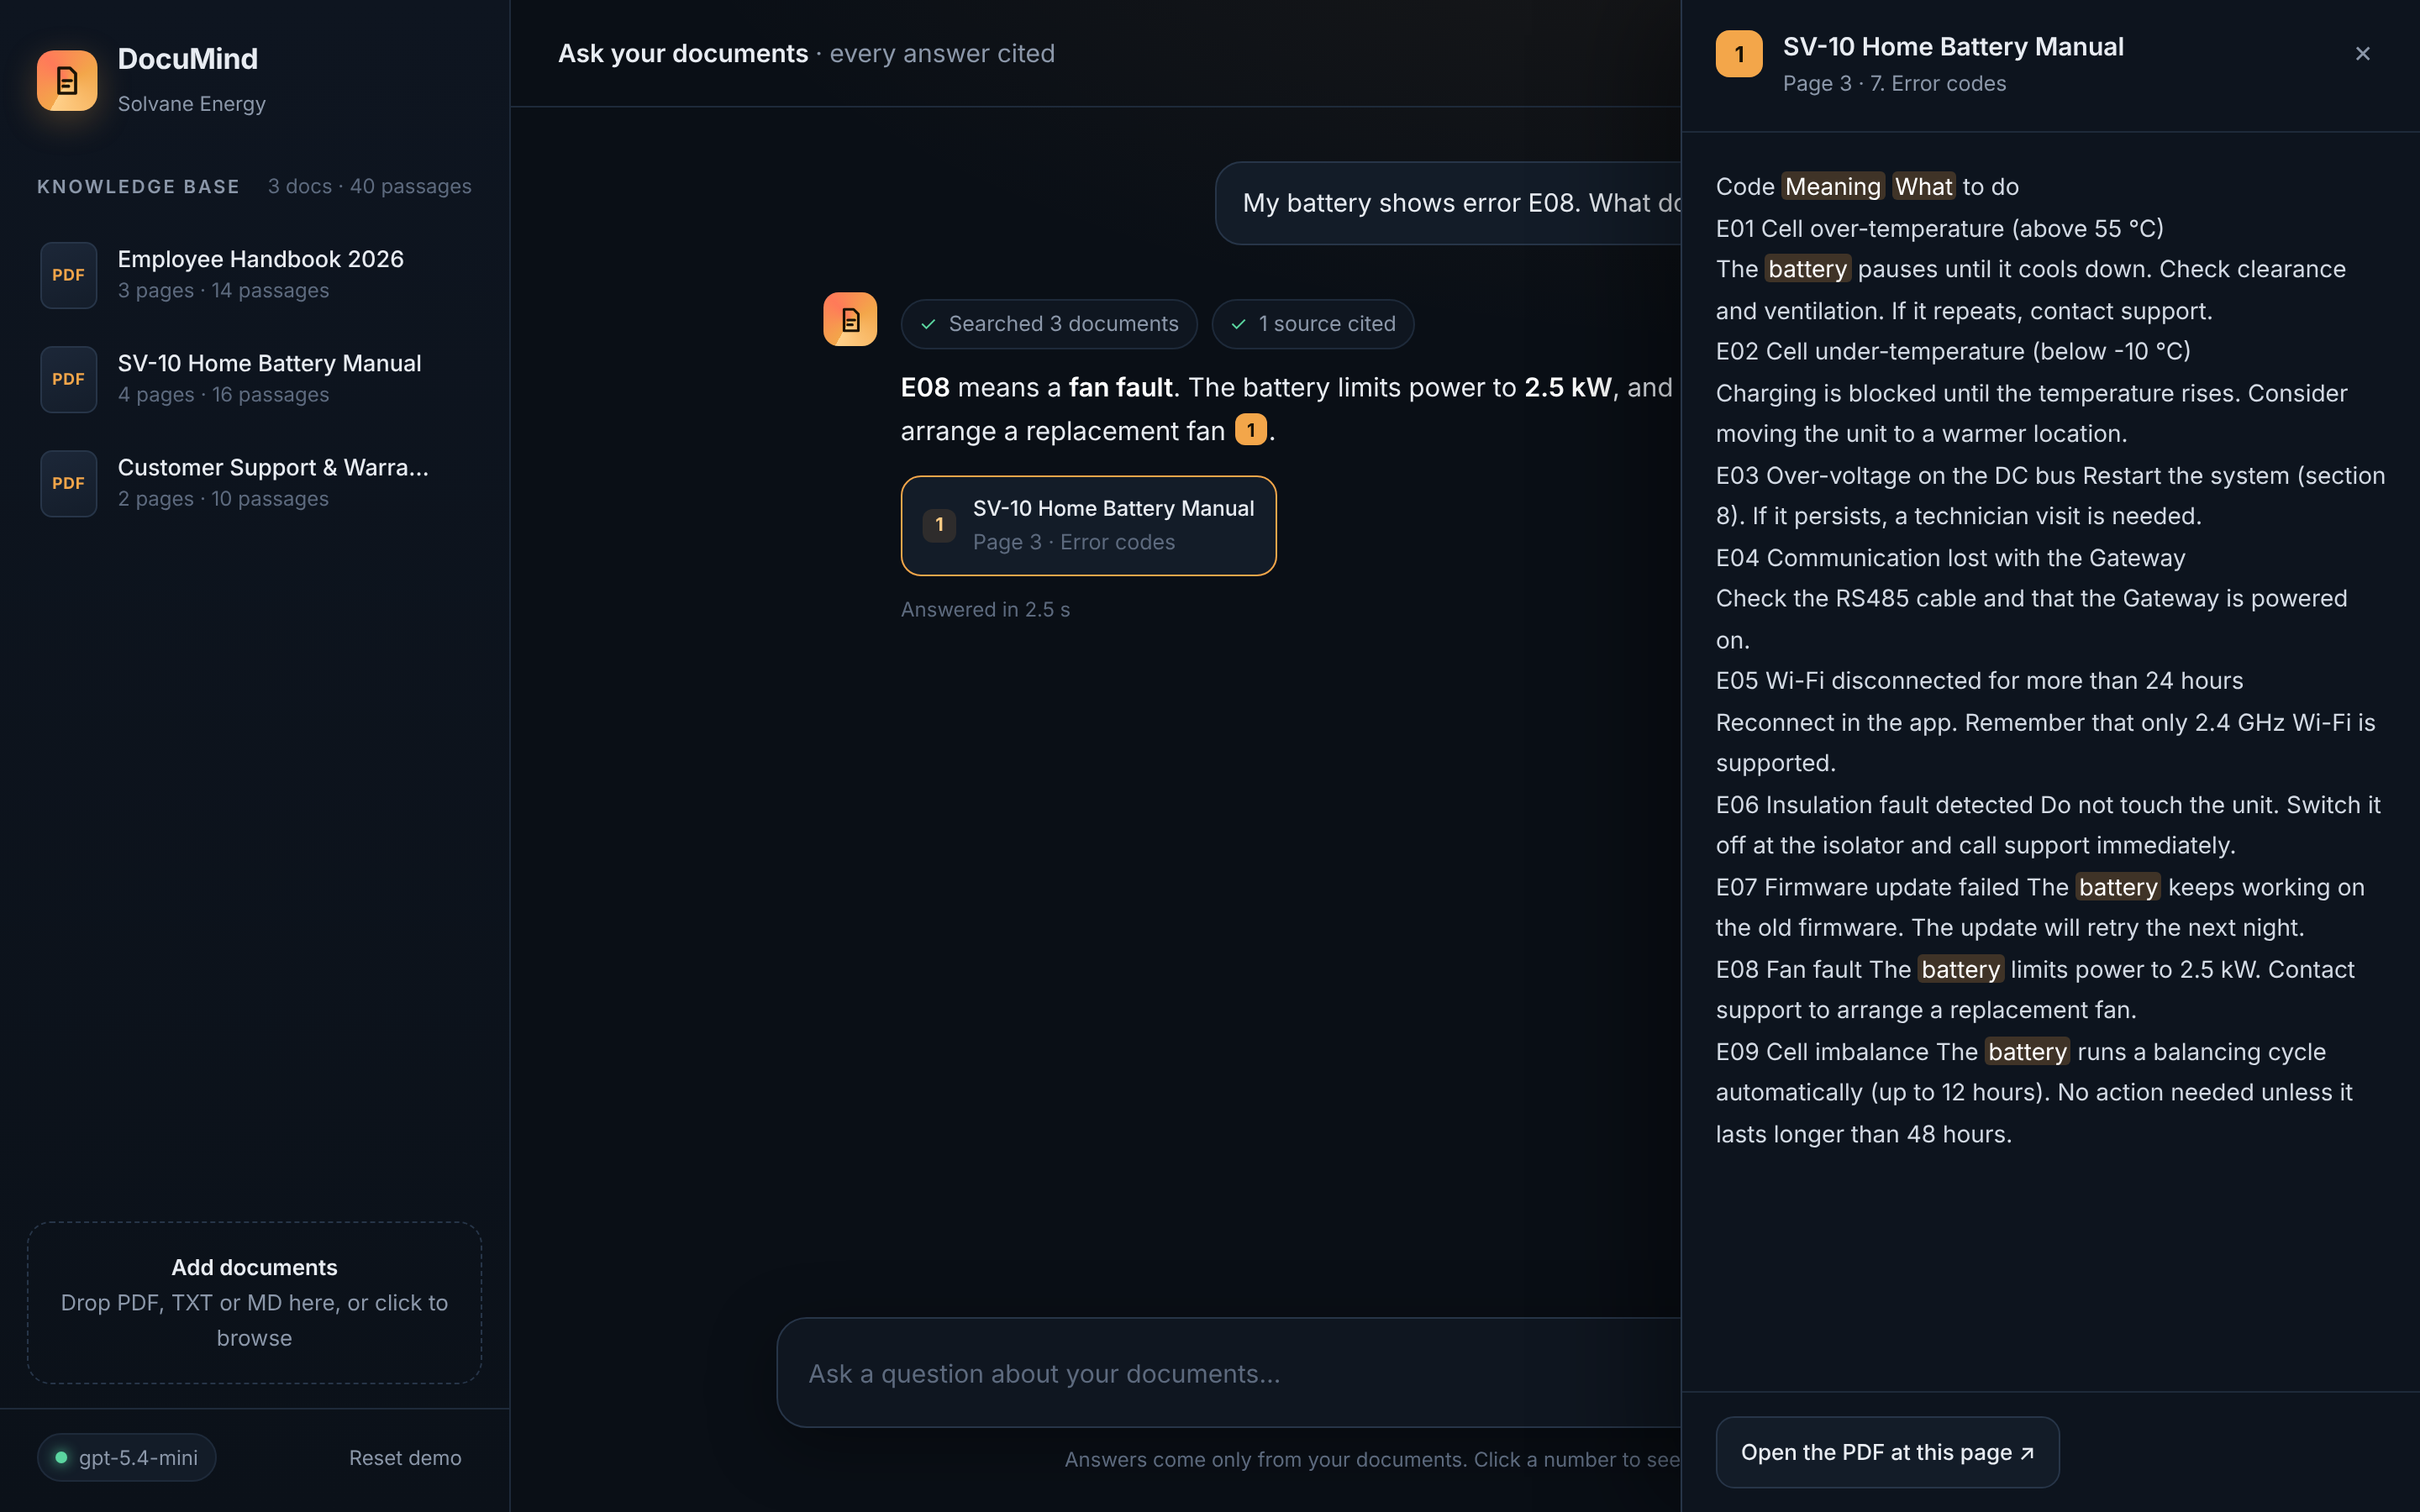 DocuMind
Solvane Energy
KNOWLEDGE BASE 3 docs · 40 passages
PDF
Employee Handbook 2026
3 pages · 14 passages
PDF
SV-10 Home Battery Manual
4 pages · 16 passages
PDF
Customer Support & Warra...
2 pages · 10 passages
Add documents
Drop PDF, TXT or MD here, or click to
browse
gpt-5.4-mini
Reset demo
Ask your documents · every answer cited
My battery shows error E08. What do
Searched 3 documents
1 source cited
E08 means a fan fault. The battery limits power to 2.5 kW, and
arrange a replacement fan 1.
1
SV-10 Home Battery Manual
Page 3 · Error codes
Answered in 2.5 s
Ask a question about your documents...
Answers come only from your documents. Click a number to see
1
SV-10 Home Battery Manual
Page 3 · 7. Error codes
×
Code Meaning What to do
E01 Cell over-temperature (above 55 °C)
The battery pauses until it cools down. Check clearance
and ventilation. If it repeats, contact support.
E02 Cell under-temperature (below -10 °C)
Charging is blocked until the temperature rises. Consider
moving the unit to a warmer location.
E03 Over-voltage on the DC bus Restart the system (section
8). If it persists, a technician visit is needed.
E04 Communication lost with the Gateway
Check the RS485 cable and that the Gateway is powered
on.
E05 Wi-Fi disconnected for more than 24 hours
Reconnect in the app. Remember that only 2.4 GHz Wi-Fi is
supported.
E06 Insulation fault detected Do not touch the unit. Switch it
off at the isolator and call support immediately.
E07 Firmware update failed The battery keeps working on
the old firmware. The update will retry the next night.
E08 Fan fault The battery limits power to 2.5 kW. Contact
support to arrange a replacement fan.
E09 Cell imbalance The battery runs a balancing cycle
automatically (up to 12 hours). No action needed unless it
lasts longer than 48 hours.
Open the PDF at this page ↗